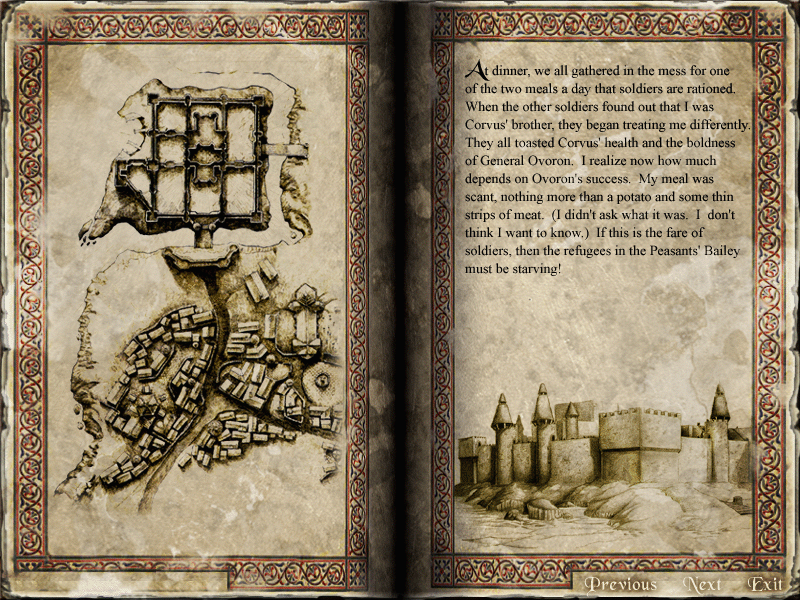 At dinner, we all gathered in the mess for one
of the two meals a day that soldiers are rationed.
When the other soldiers found out that I was
Corvus' brother, they began treating me differently.
They all toasted Corvus' health and the boldness
of General Ovoron.  I realize now how much
depends on Ovoron's success.  My meal was
scant, nothing more than a potato and some thin
strips of meat.  (I didn't ask what it was.  I  don't
think I want to know.)  If this is the fare of
soldiers, then the refugees in the Peasants' Bailey
must be starving!
Previous Next Exit